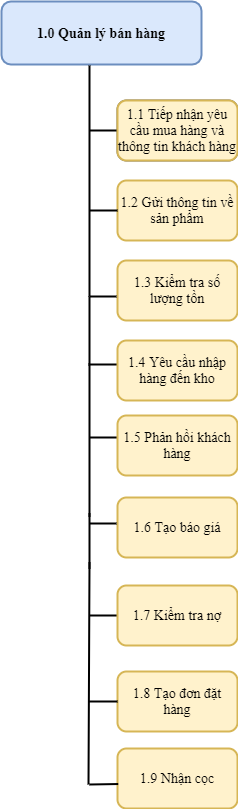 1.0 Quản lý bán hàng
1.1 Tiếp nhận yêu
cầu mua hàng và
thông tin khách hàng
1.2 Gửi thông tin về
sản phẩm
1.3 Kiểm tra số
lượng tồn
1.4 Yêu cầu nhập
hàng đến kho
1.5 Phản hồi khách
hàng
1.6 Tạo báo giá
1.7 Kiểm tra nợ
1.8 Tạo đơn đặt
hàng
1.9 Nhận cọc